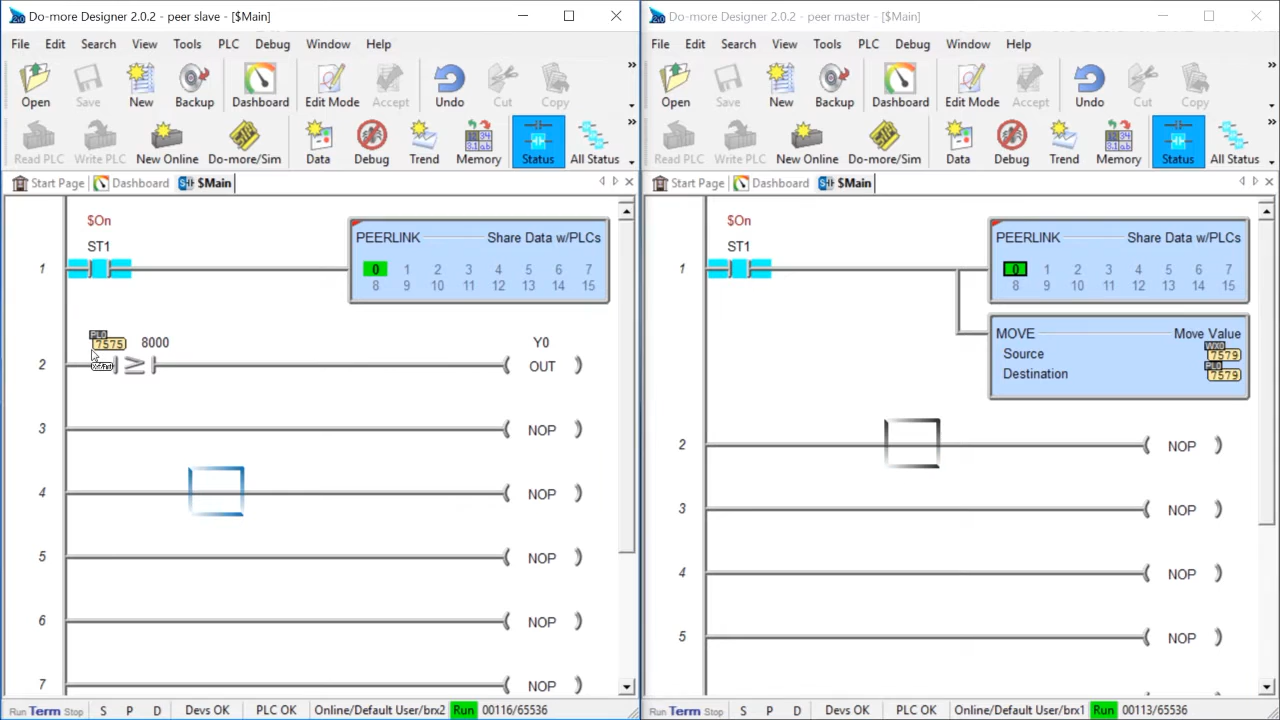 Do-more Designer 2.0.2 - peer slave - [$Main]
File Edit Search View Tools PLC Debug Window Help
Open Save New Backup Dashboard Edit Mode Accept Undo Cut Copy
Read PLC Write PLC New Online Do-more/Sim Data Debug Trend Memory Status All Status
Start Page Dashboard $Main
$On
ST1
1
PEERLINK Share Data w/PLCs
0 1 2 3 4 5 6 7
8 9 10 11 12 13 14 15
PL0
7575 8000 Y0
2 ≥ OUT
3 NOP
4 NOP
5 NOP
6 NOP
7 NOP
Run Term Stop S P D Devs OK PLC OK Online/Default User/brx2 Run 00116/65536
Do-more Designer 2.0.2 - peer master - [$Main]
File Edit Search View Tools PLC Debug Window Help
Open Save New Backup Dashboard Edit Mode Accept Undo Cut Copy
Read PLC Write PLC New Online Do-more/Sim Data Debug Trend Memory Status All Status
Start Page Dashboard $Main
$On
ST1
1
PEERLINK Share Data w/PLCs
0 1 2 3 4 5 6 7
8 9 10 11 12 13 14 15
MOVE Move Value
WX0
Source 7579
PL0
Destination 7579
2 NOP
3 NOP
4 NOP
5 NOP
Run Term Stop S P D Devs OK PLC OK Online/Default User/brx1 Run 00113/65536